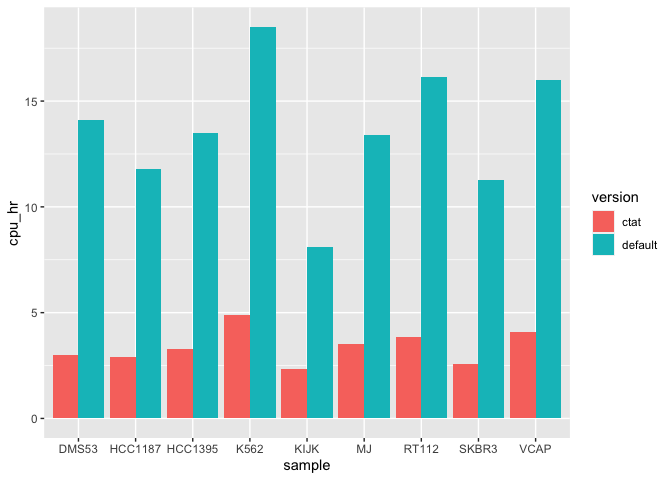 cpu_hr
15
10
5
0
DMS53 HCC1187 HCC1395 K562 KIJK MJ RT112 SKBR3 VCAP
sample
version
ctat
default